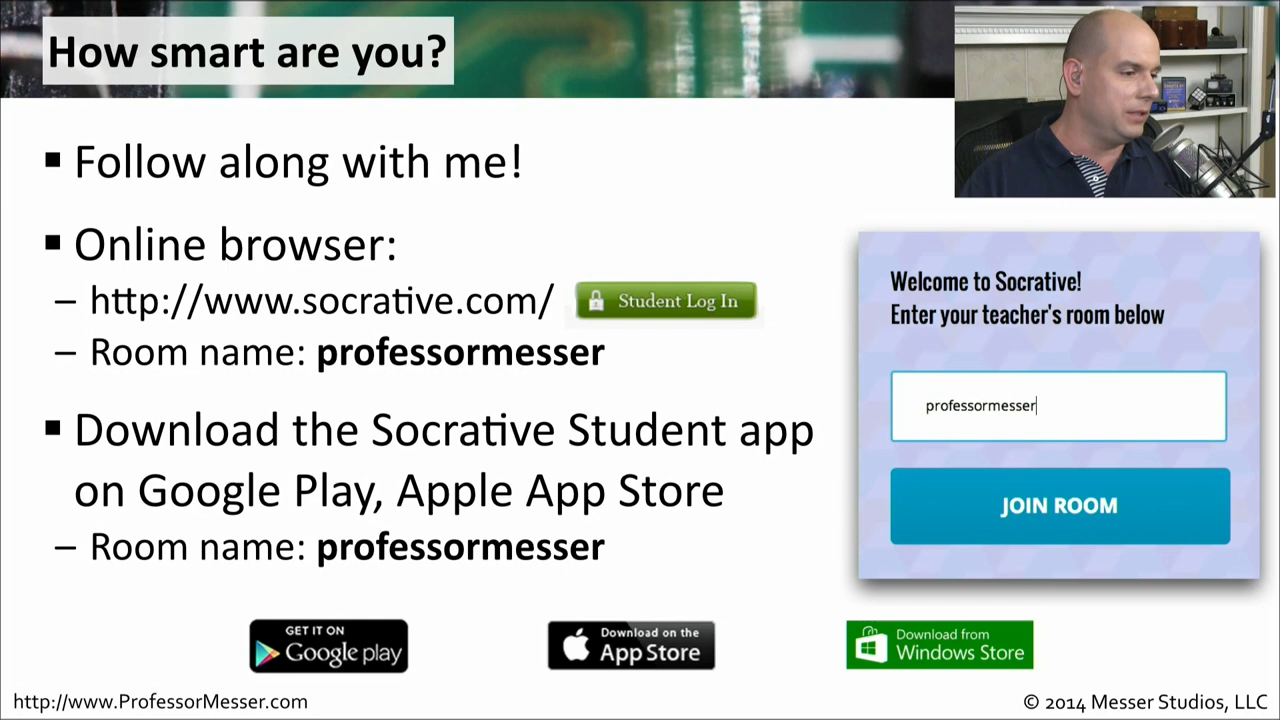 How smart are you?
▪ Follow along with me!
▪ Online browser:
– http://www.socrative.com/
Student Log In
– Room name: professormesser
▪ Download the Socrative Student app
on Google Play, Apple App Store
– Room name: professormesser
Welcome to Socrative!
Enter your teacher's room below
professormesser
JOIN ROOM
GET IT ON
Google play
Download on the
App Store
Download from
Windows Store
http://www.ProfessorMesser.com
© 2014 Messer Studios, LLC